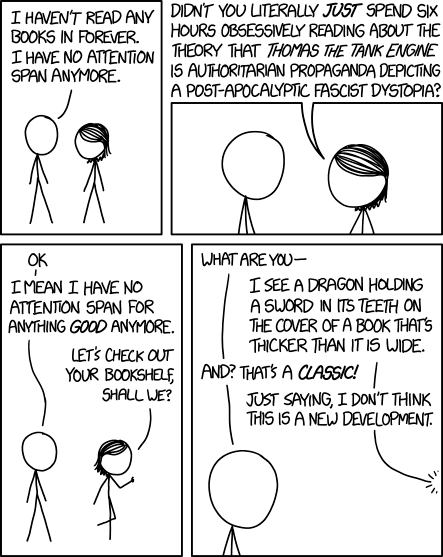 I HAVEN'T READ ANY
BOOKS IN FOREVER.
I HAVE NO ATTENTION
SPAN ANYMORE.
DIDN'T YOU LITERALLY JUST SPEND SIX
HOURS OBSESSIVELY READING ABOUT THE
THEORY THAT THOMAS THE TANK ENGINE
IS AUTHORITARIAN PROPAGANDA DEPICTING
A POST-APOCALYPTIC FASCIST DYSTOPIA?
OK
I MEAN I HAVE NO
ATTENTION SPAN FOR
ANYTHING GOOD ANYMORE.
LET'S CHECK OUT
YOUR BOOKSHELF,
SHALL WE?
WHAT ARE YOU—
I SEE A DRAGON HOLDING
A SWORD IN ITS TEETH ON
THE COVER OF A BOOK THAT'S
THICKER THAN IT IS WIDE.
AND? THAT'S A CLASSIC!
JUST SAYING, I DON'T THINK
THIS IS A NEW DEVELOPMENT.